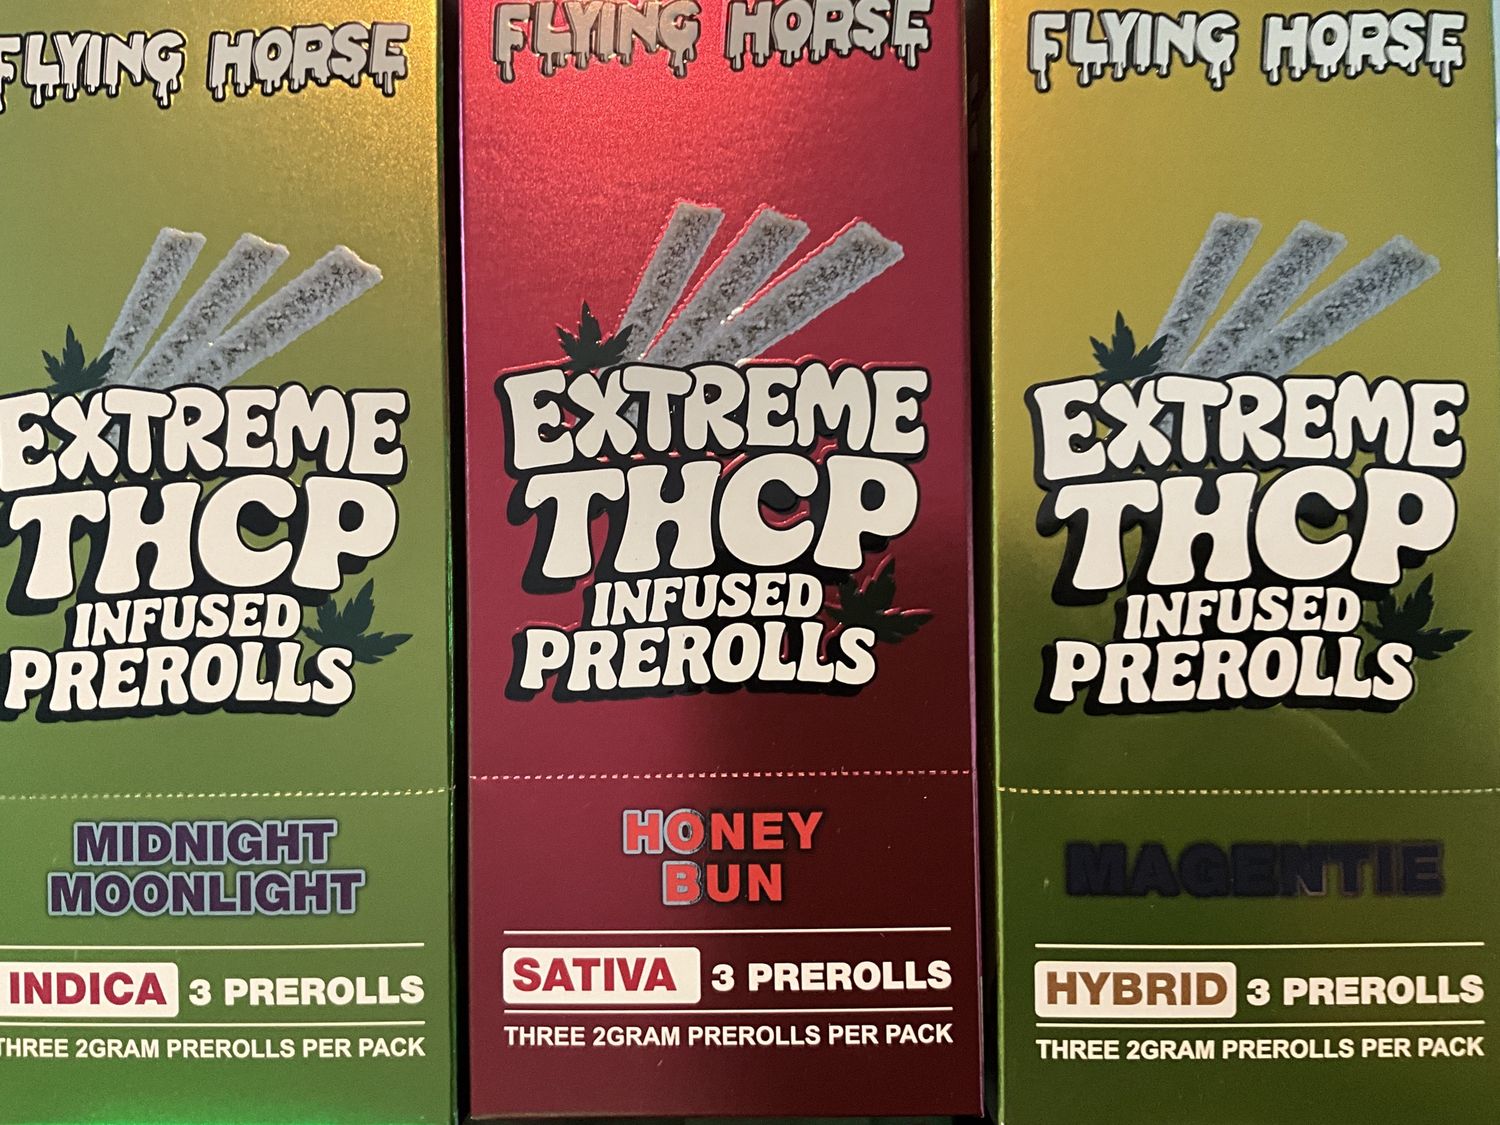 FLYING HORSE
EXTREME
THCP
INFUSED
PREROLLS
MIDNIGHT
MOONLIGHT
INDICA 3 PREROLLS
THREE 2GRAM PREROLLS PER PACK
FLYING HORSE
EXTREME
THCP
INFUSED
PREROLLS
HONEY
BUN
SATIVA 3 PREROLLS
THREE 2GRAM PREROLLS PER PACK
FLYING HORSE
EXTREME
THCP
INFUSED
PREROLLS
MAGENTIE
HYBRID 3 PREROLLS
THREE 2GRAM PREROLLS PER PACK